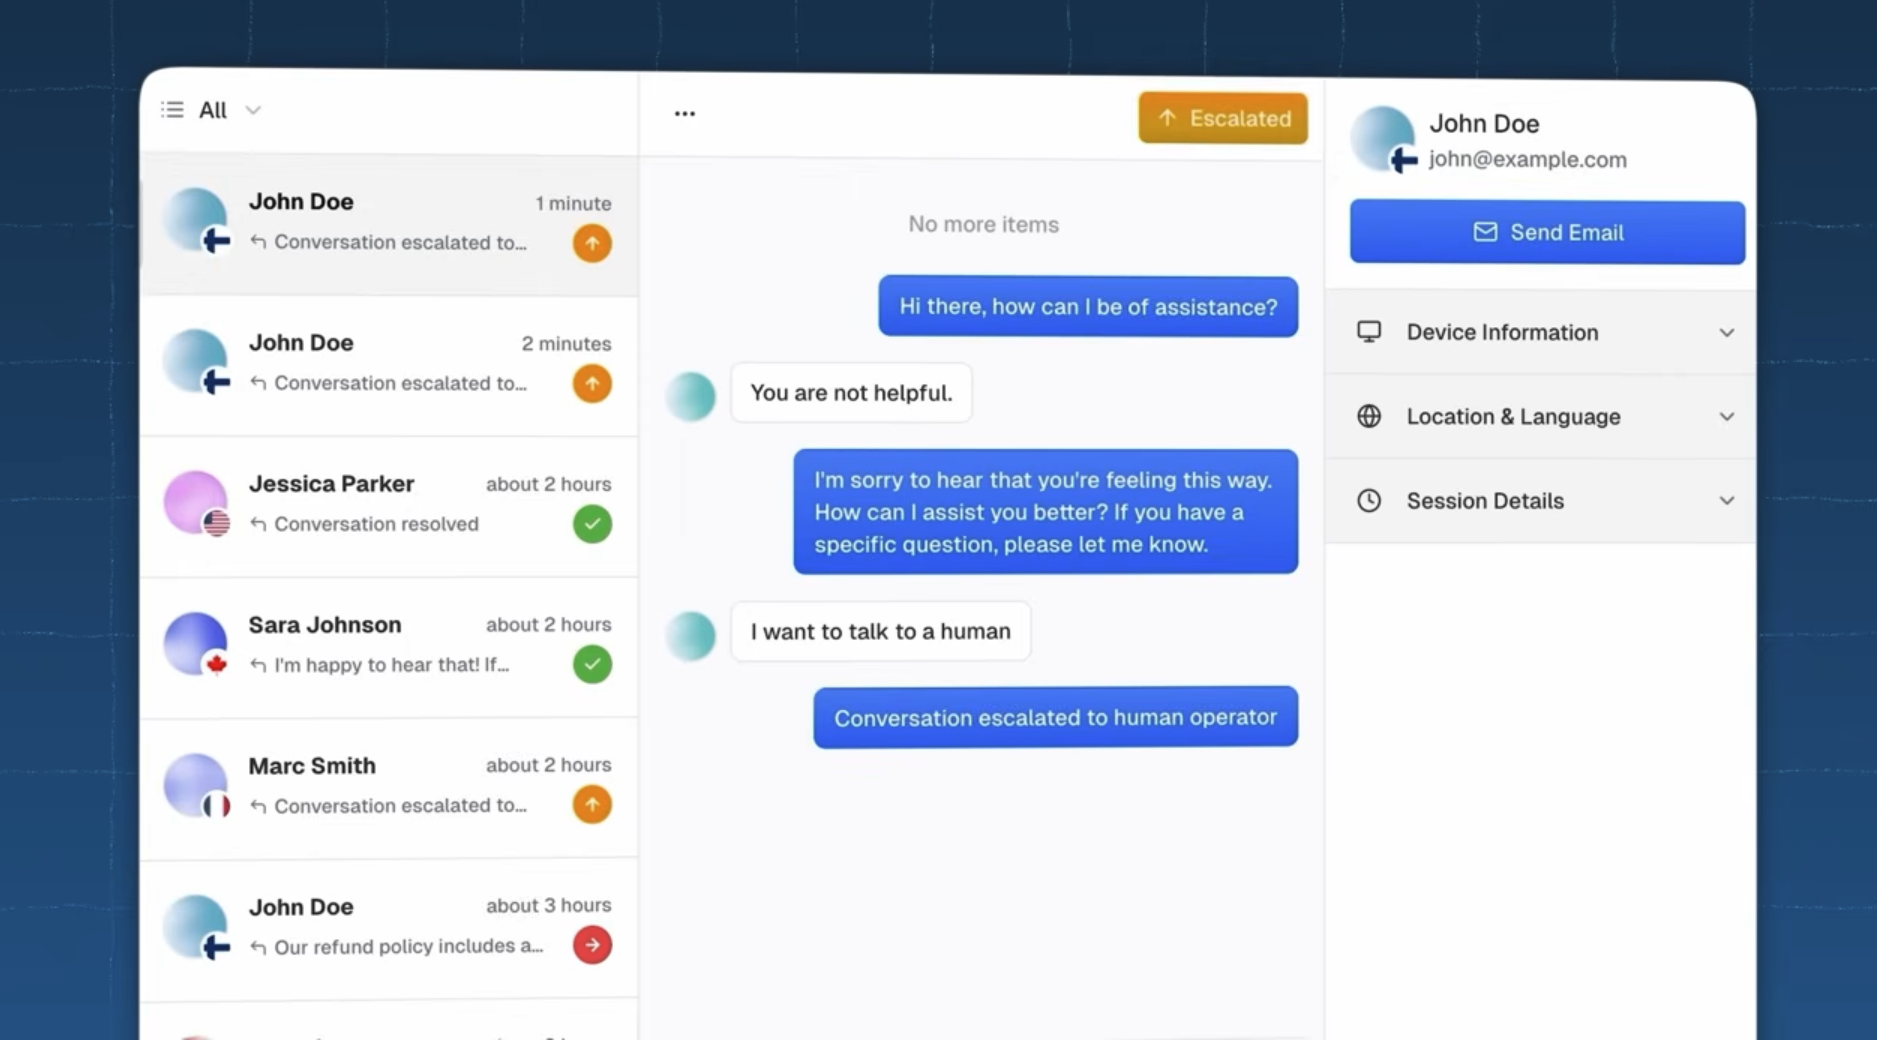 All
John Doe
1 minute
Conversation escalated to...
John Doe
2 minutes
Conversation escalated to...
Jessica Parker
about 2 hours
Conversation resolved
Sara Johnson
about 2 hours
I'm happy to hear that! If...
Marc Smith
about 2 hours
Conversation escalated to...
John Doe
about 3 hours
Our refund policy includes a...
...
Escalated
No more items
Hi there, how can I be of assistance?
You are not helpful.
I'm sorry to hear that you're feeling this way.
How can I assist you better? If you have a
specific question, please let me know.
I want to talk to a human
Conversation escalated to human operator
John Doe
john@example.com
Send Email
Device Information
Location & Language
Session Details